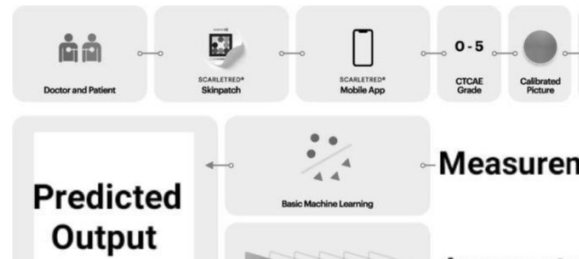 Doctor and Patient
SCARLETRED®
Skinpatch
SCARLETRED®
Mobile App
0 - 5
CTCAE
Grade
Calibrated
Picture
Predicted
Output
Basic Machine Learning
Measuren